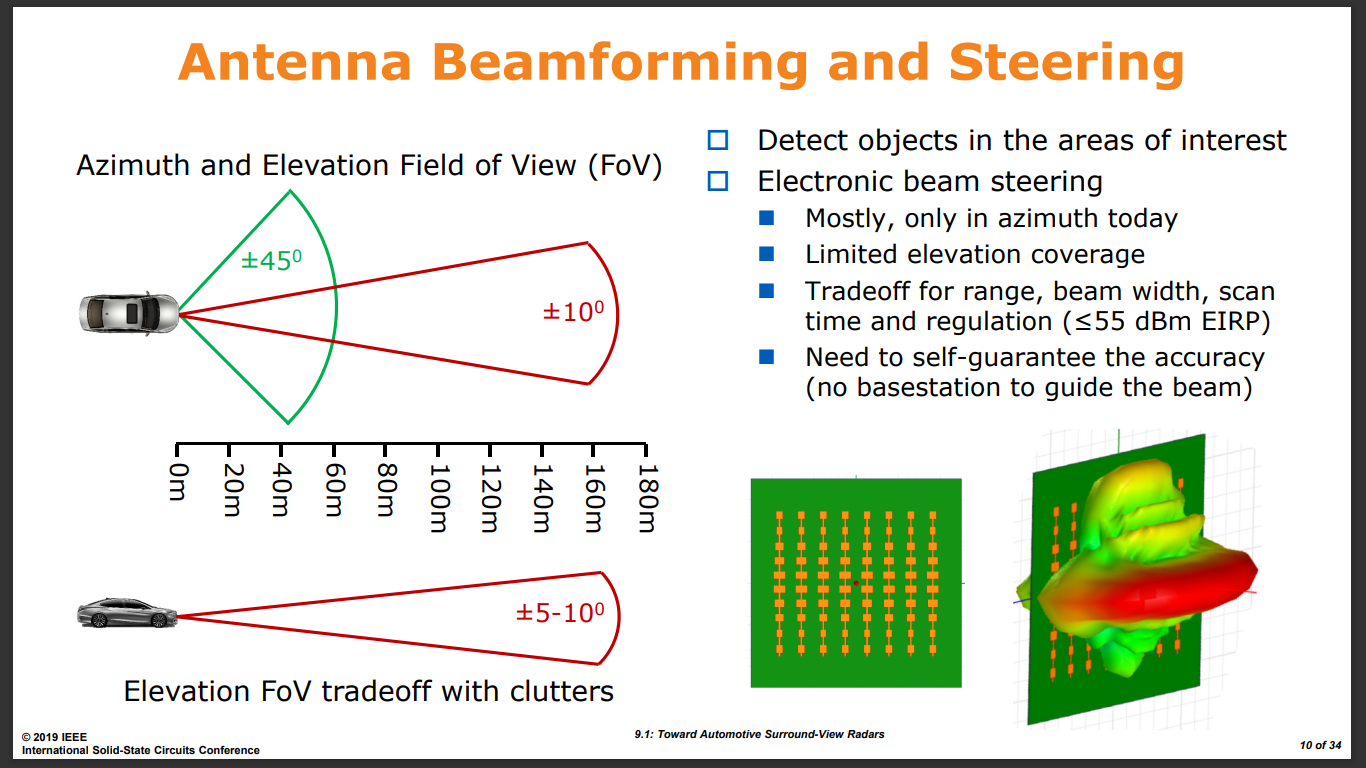 Antenna Beamforming and Steering
Azimuth and Elevation Field of View (FoV)
±45⁰
±10⁰
0m
20m
40m
60m
80m
100m
120m
140m
160m
180m
±5-10⁰
Elevation FoV tradeoff with clutters
Detect objects in the areas of interest
Electronic beam steering
Mostly, only in azimuth today
Limited elevation coverage
Tradeoff for range, beam width, scan
time and regulation (≤55 dBm EIRP)
Need to self-guarantee the accuracy
(no basestation to guide the beam)
© 2019 IEEE
International Solid-State Circuits Conference
9.1: Toward Automotive Surround-View Radars
10 of 34